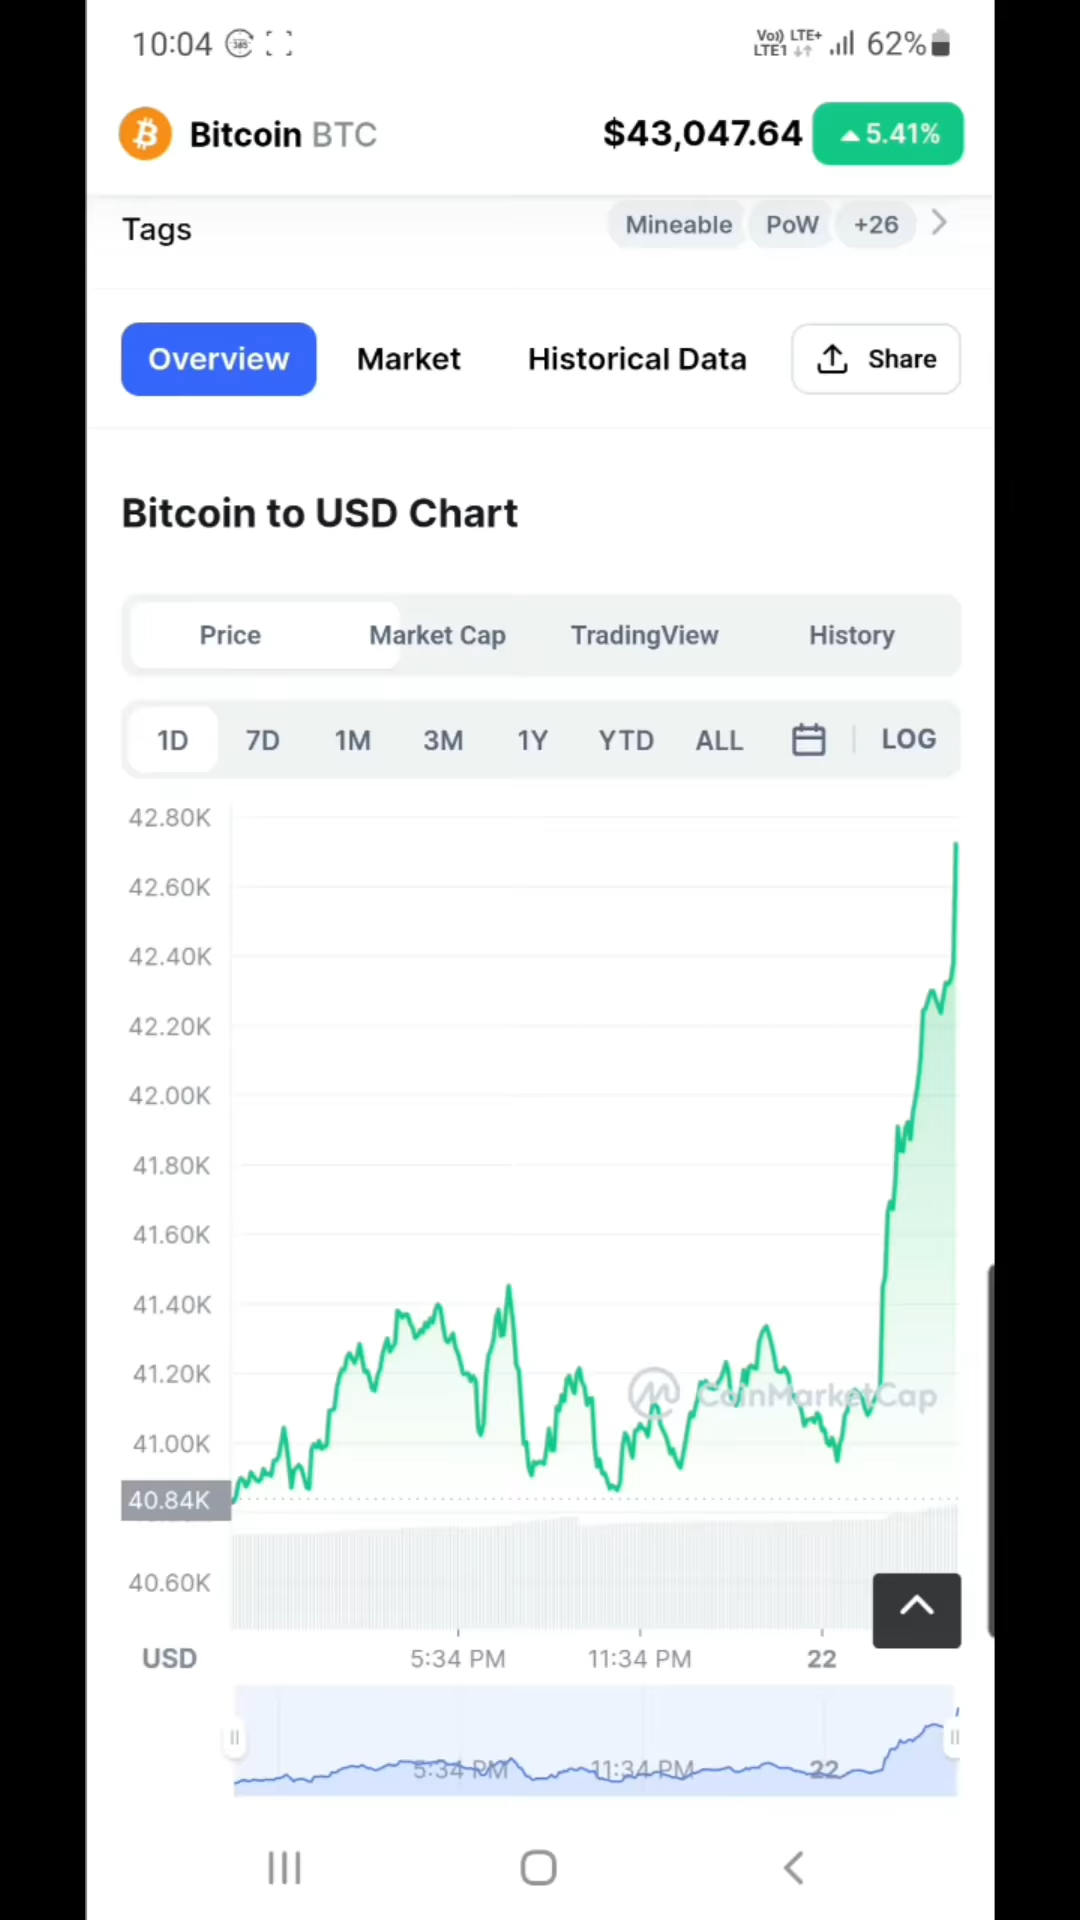 10:04 Vo)) LTE+ LTE1 62%
Bitcoin BTC $43,047.64 5.41%
Tags Mineable PoW +26
Overview Market Historical Data Share
Bitcoin to USD Chart
Price Market Cap TradingView History
1D 7D 1M 3M 1Y YTD ALL LOG
42.80K
42.60K
42.40K
42.20K
42.00K
41.80K
41.60K
41.40K
41.20K
CoinMarketCap
41.00K
40.84K
40.60K
USD 5:34 PM 11:34 PM 22
5:34 PM 11:34 PM 22